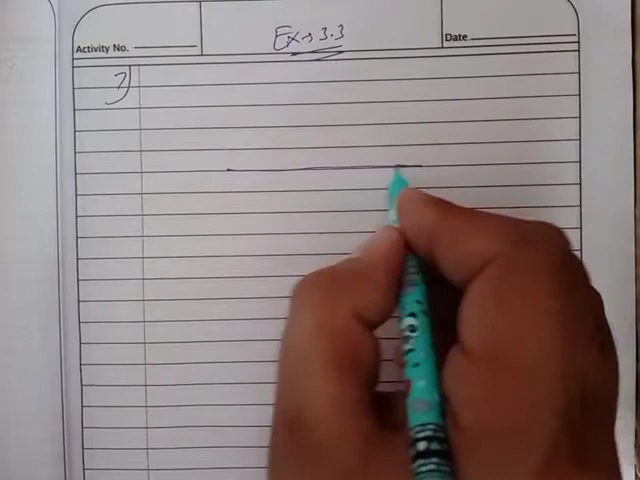 Activity No.
Ex→3.3
Date
7)